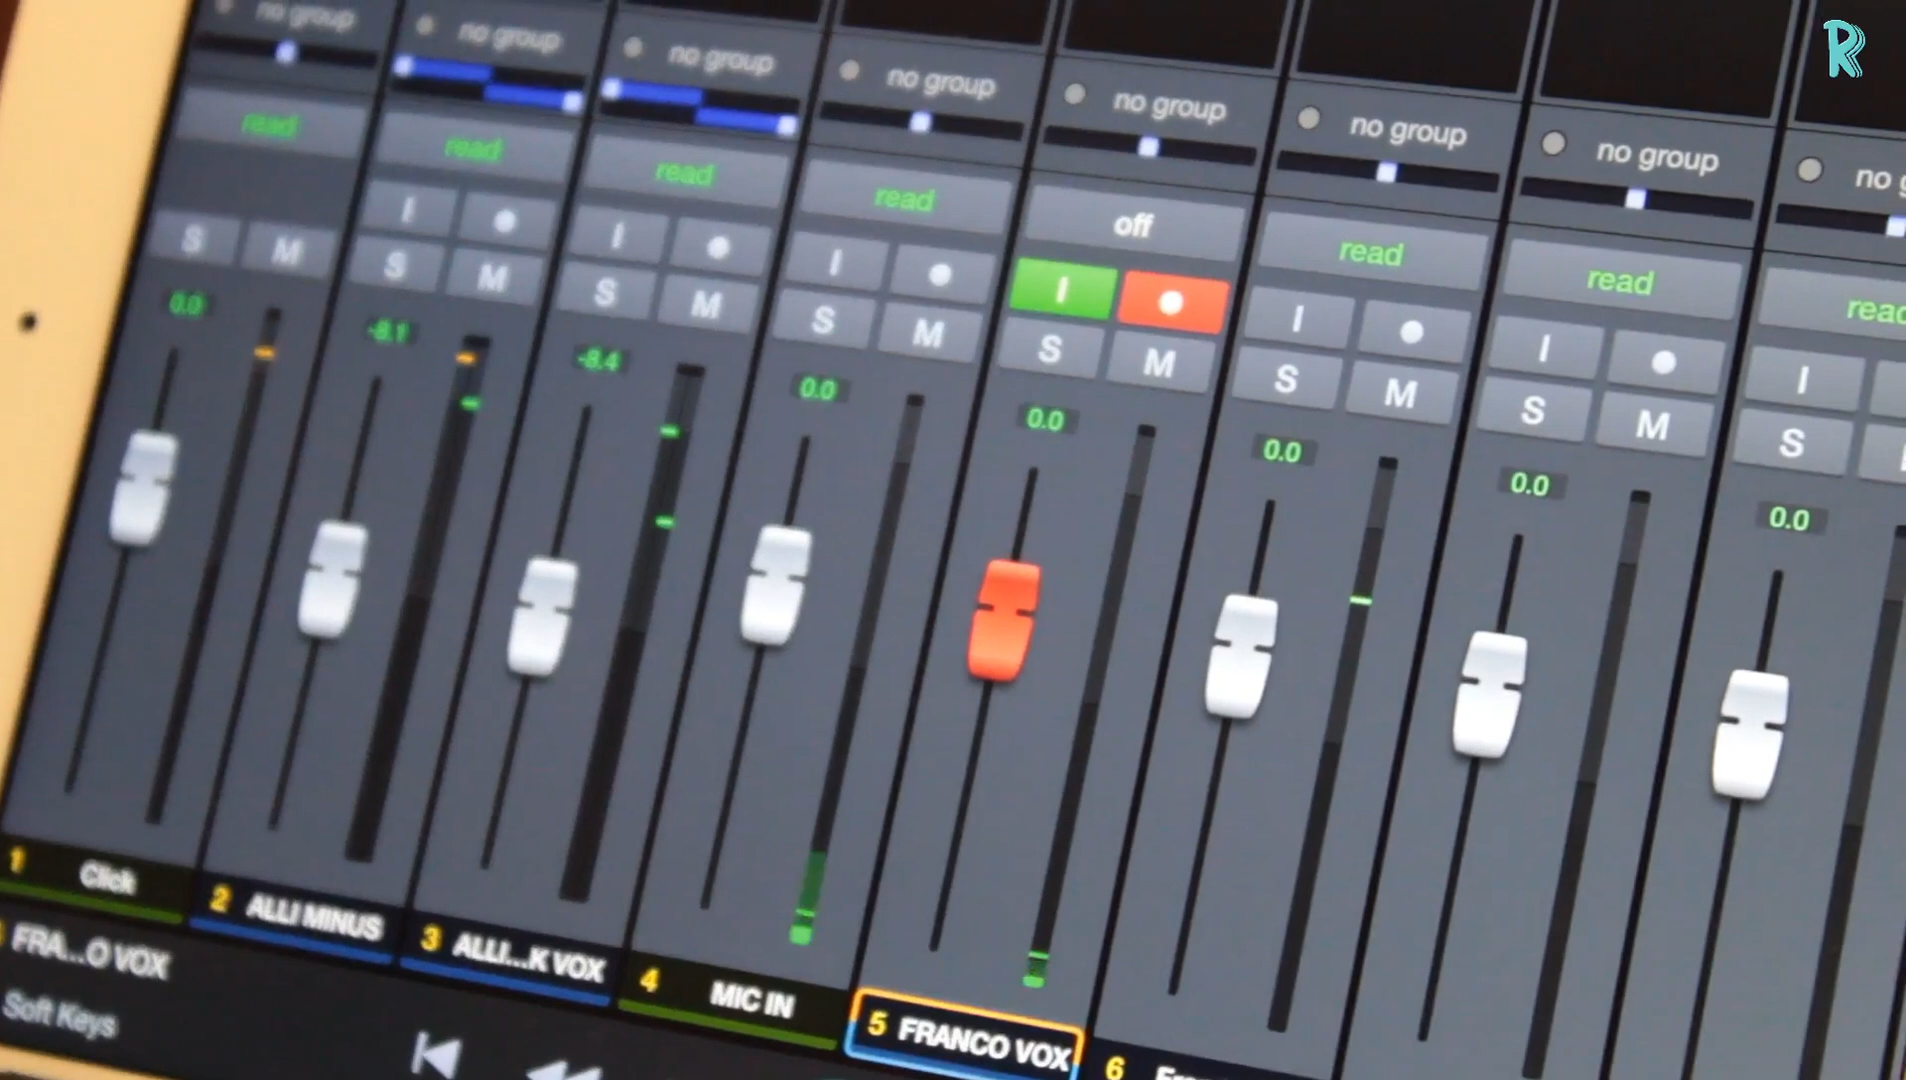 R
no group
no group
no group
no group
no group
no group
no group
read
read
read
read
off
read
read
I
I
I
I
I
I
I
S M
S M
S M
S M
S M
S M
S M
S
0.0
-8.1
-8.4
0.0
0.0
0.0
0.0
0.0
1 Click
2 ALLI MINUS
3 ALLI...K VOX
4 MIC IN
5 FRANCO VOX
6
FRA...O VOX
Soft Keys